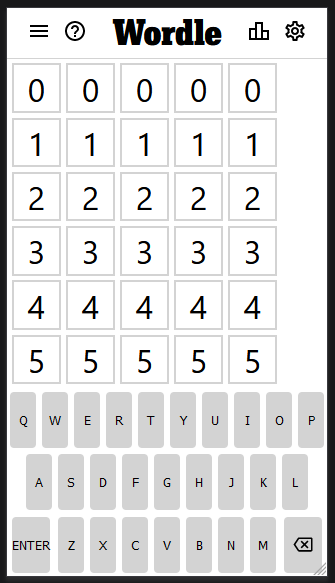 Wordle
0 0 0 0 0
1 1 1 1 1
2 2 2 2 2
3 3 3 3 3
4 4 4 4 4
5 5 5 5 5
Q W E R T Y U I O P
A S D F G H J K L
ENTER Z X C V B N M